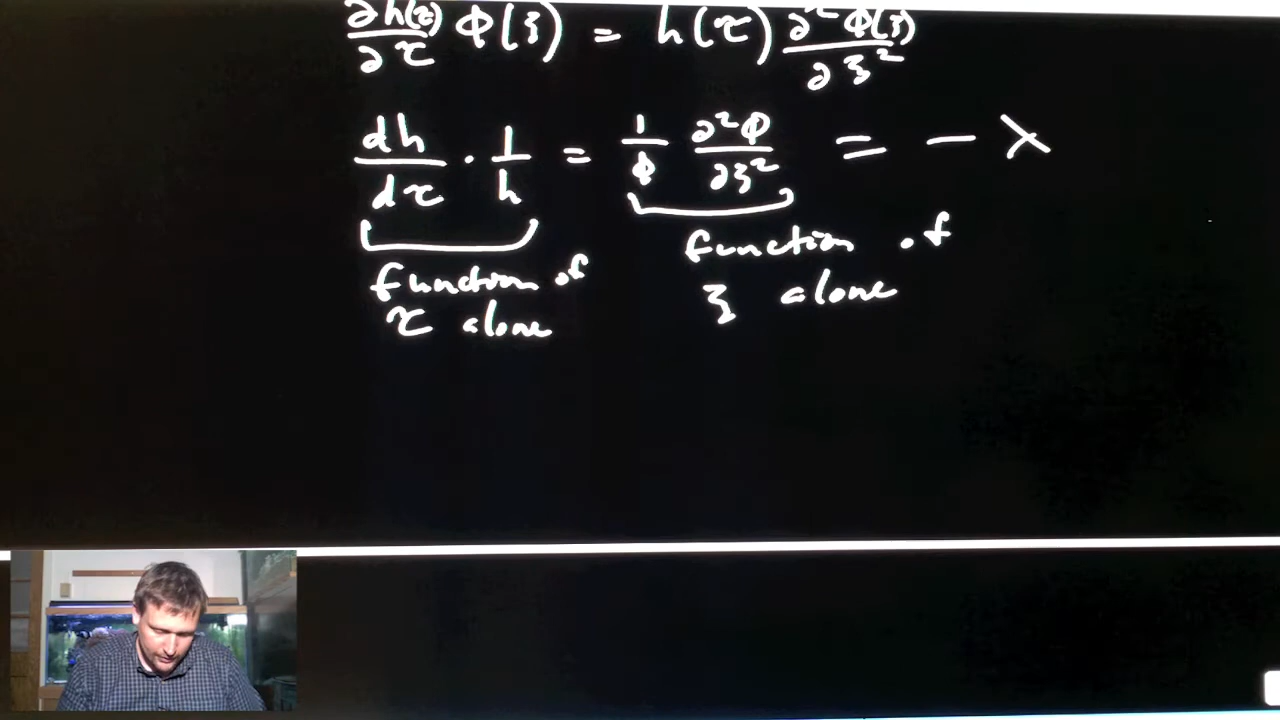 ∂h(τ)/∂τ Φ(ξ) = h(τ) ∂²Φ(ξ)/∂ξ²
dh/dτ · 1/h = 1/Φ ∂²Φ/∂ξ² = − λ
function of
τ alone
function of
ξ alone